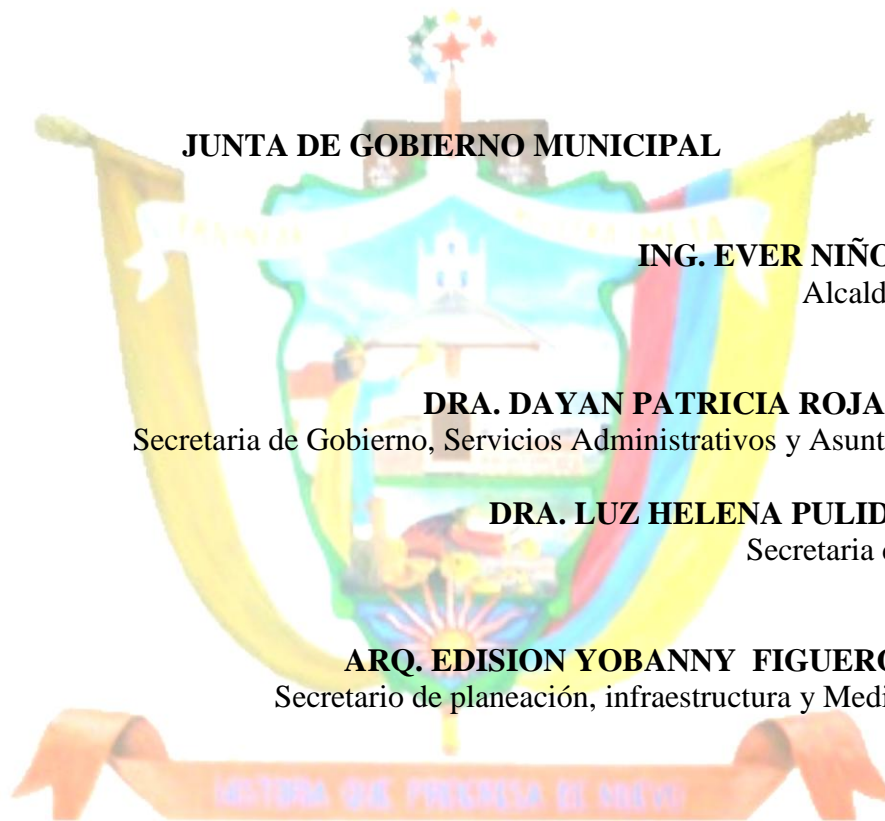 JUNTA DE GOBIERNO MUNICIPAL
ING. EVER NIÑO
Alcald
DRA. DAYAN PATRICIA ROJA
Secretaria de Gobierno, Servicios Administrativos y Asunt
DRA. LUZ HELENA PULID
Secretaria
ARQ. EDISION YOBANNY FIGUERO
Secretario de planeación, infraestructura y Medi